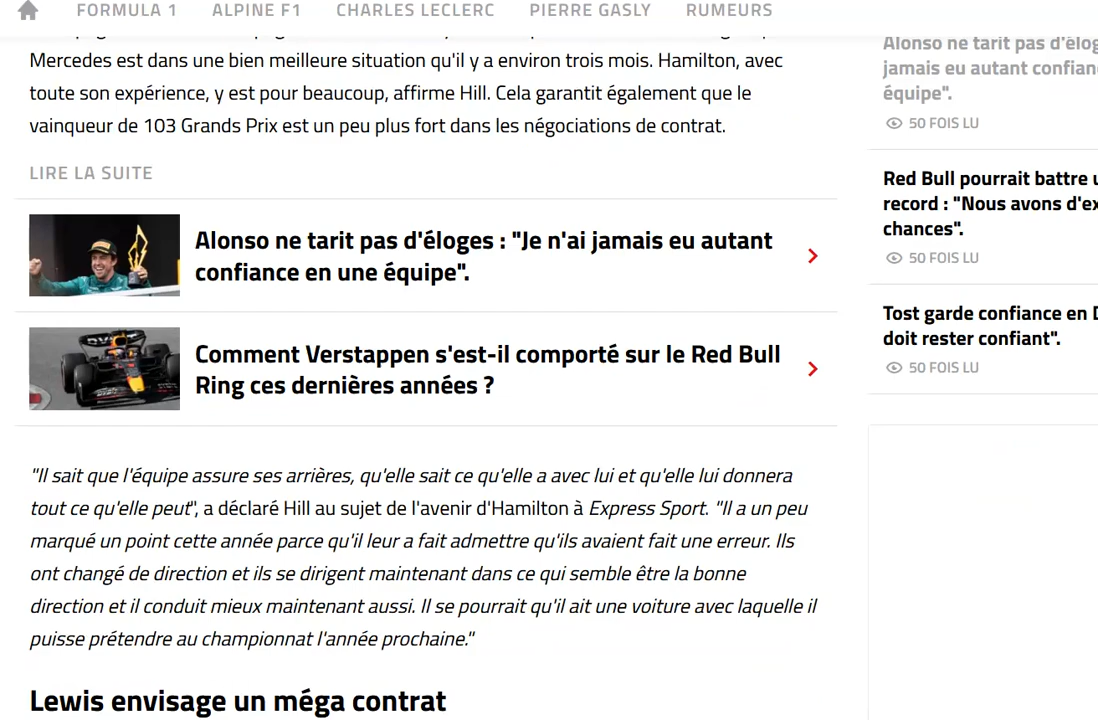 FORMULA 1 ALPINE F1 CHARLES LECLERC PIERRE GASLY RUMEURS
Mercedes est dans une bien meilleure situation qu'il y a environ trois mois. Hamilton, avec
toute son expérience, y est pour beaucoup, affirme Hill. Cela garantit également que le
vainqueur de 103 Grands Prix est un peu plus fort dans les négociations de contrat.
LIRE LA SUITE
Alonso ne tarit pas d'éloges : "Je n'ai jamais eu autant
confiance en une équipe".
Comment Verstappen s'est-il comporté sur le Red Bull
Ring ces dernières années ?
"Il sait que l'équipe assure ses arrières, qu'elle sait ce qu'elle a avec lui et qu'elle lui donnera
tout ce qu'elle peut", a déclaré Hill au sujet de l'avenir d'Hamilton à Express Sport. "Il a un peu
marqué un point cette année parce qu'il leur a fait admettre qu'ils avaient fait une erreur. Ils
ont changé de direction et ils se dirigent maintenant dans ce qui semble être la bonne
direction et il conduit mieux maintenant aussi. Il se pourrait qu'il ait une voiture avec laquelle il
puisse prétendre au championnat l'année prochaine."
Lewis envisage un méga contrat
Alonso ne tarit pas d'élog
jamais eu autant confian
équipe".
50 FOIS LU
Red Bull pourrait battre
record : "Nous avons d'ex
chances".
50 FOIS LU
Tost garde confiance en
doit rester confiant".
50 FOIS LU